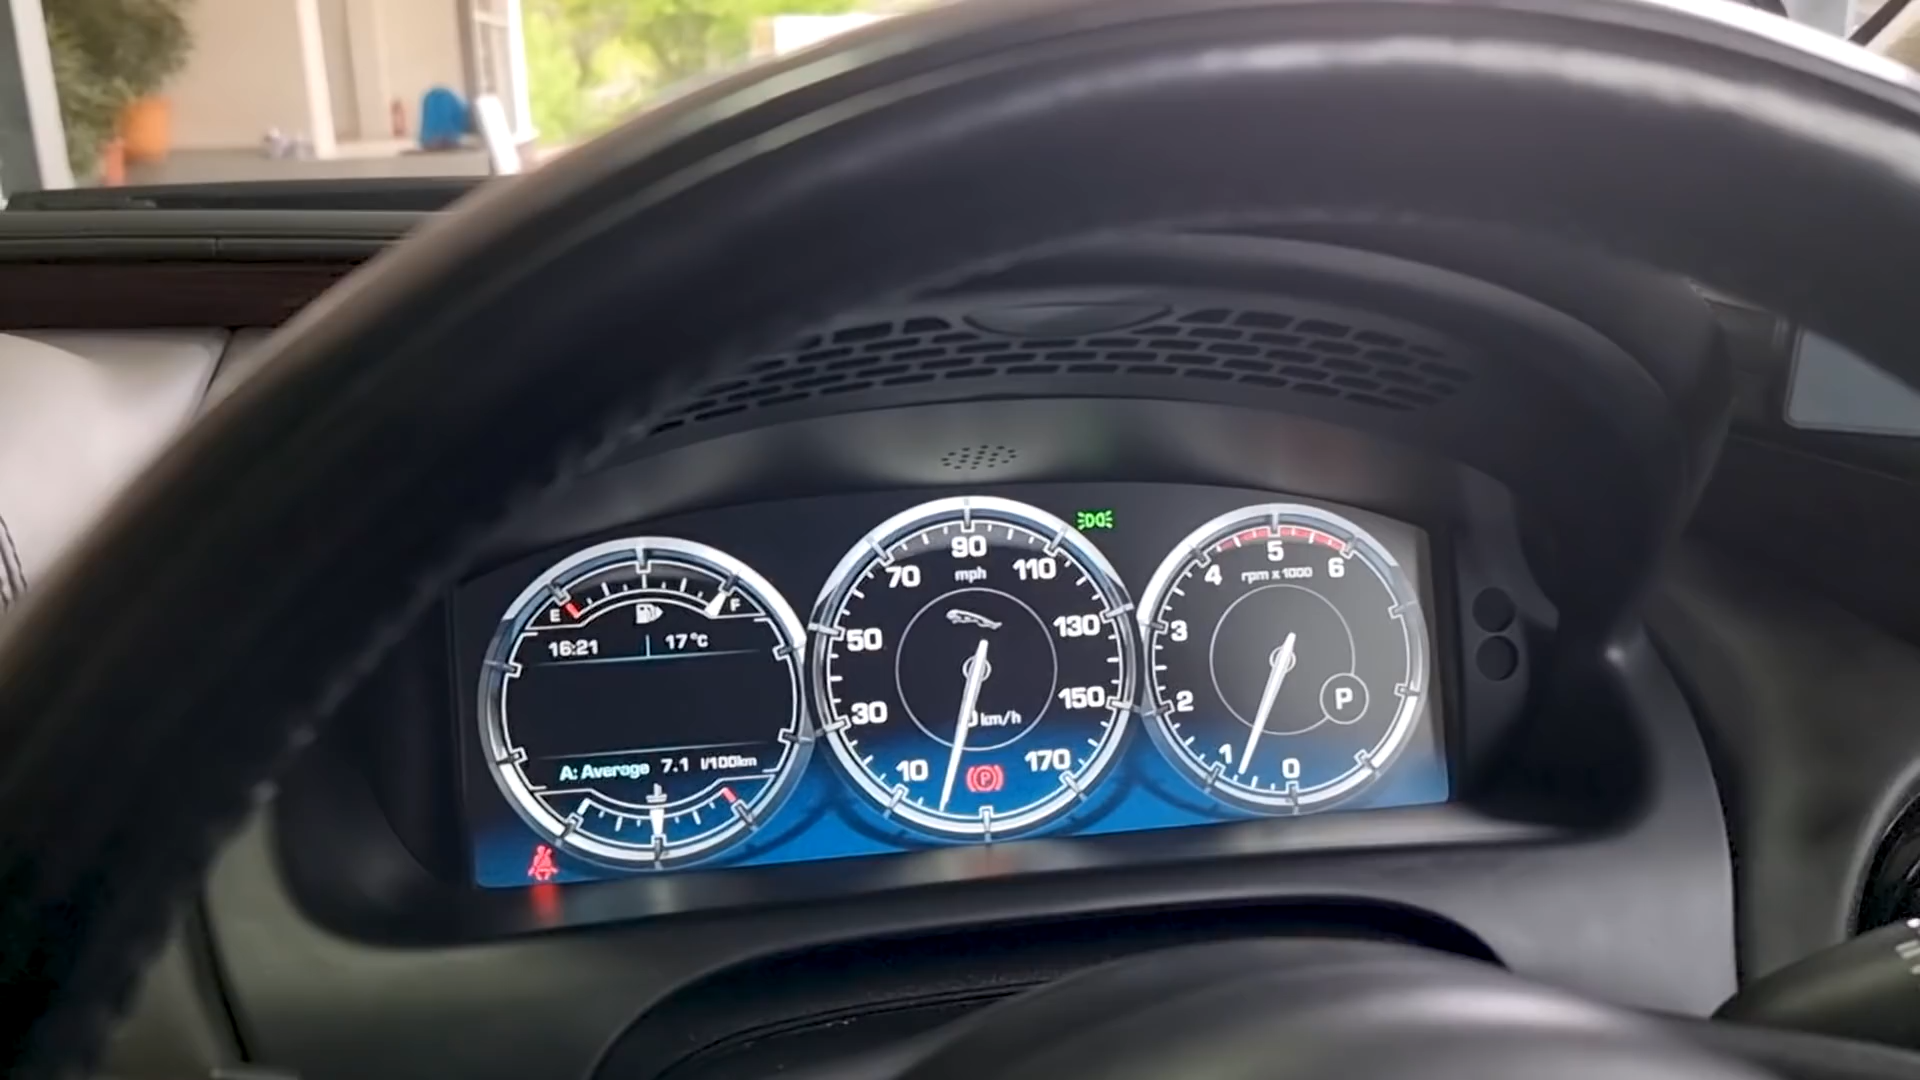 E F
16:21 17°C
A: Average 7.1 l/100km
90
70 mph 110
50 130
30 150
km/h
10 P 170
5
4 rpm x 1000 6
3
2 P
1 0